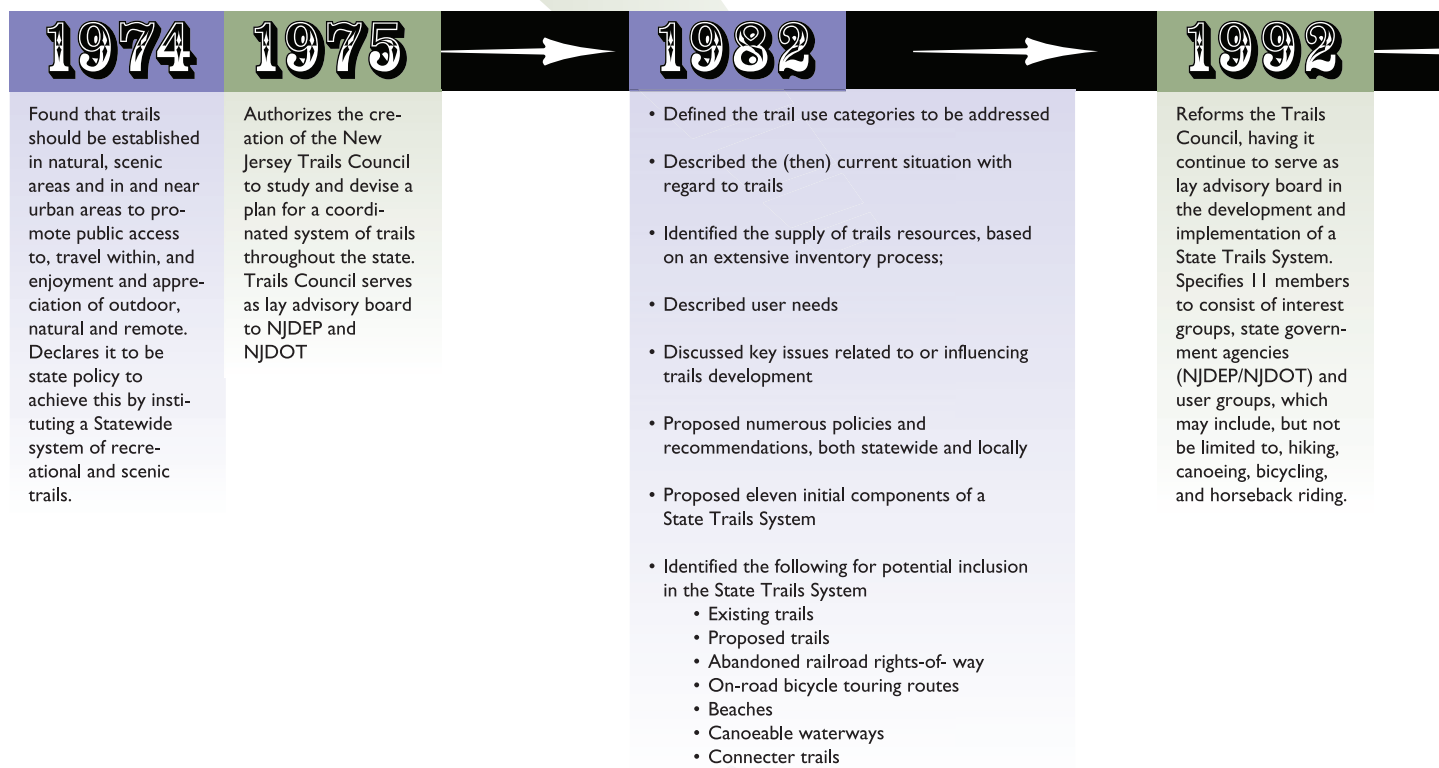 1974
1975
1982
1992
Found that trails
should be established
in natural, scenic
areas and in and near
urban areas to pro-
mote public access
to, travel within, and
enjoyment and appre-
ciation of outdoor,
natural and remote.
Declares it to be
state policy to
achieve this by insti-
tuting a Statewide
system of recre-
ational and scenic
trails.
Authorizes the cre-
ation of the New
Jersey Trails Council
to study and devise a
plan for a coordi-
nated system of trails
throughout the state.
Trails Council serves
as lay advisory board
to NJDEP and
NJDOT
• Defined the trail use categories to be addressed
• Described the (then) current situation with
regard to trails
• Identified the supply of trails resources, based
on an extensive inventory process;
• Described user needs
• Discussed key issues related to or influencing
trails development
• Proposed numerous policies and
recommendations, both statewide and locally
• Proposed eleven initial components of a
State Trails System
• Identified the following for potential inclusion
in the State Trails System
• Existing trails
• Proposed trails
• Abandoned railroad rights-of- way
• On-road bicycle touring routes
• Beaches
• Canoeable waterways
• Connecter trails
Reforms the Trails
Council, having it
continue to serve as
lay advisory board in
the development and
implementation of a
State Trails System.
Specifies 11 members
to consist of interest
groups, state govern-
ment agencies
(NJDEP/NJDOT) and
user groups, which
may include, but not
be limited to, hiking,
canoeing, bicycling,
and horseback riding.